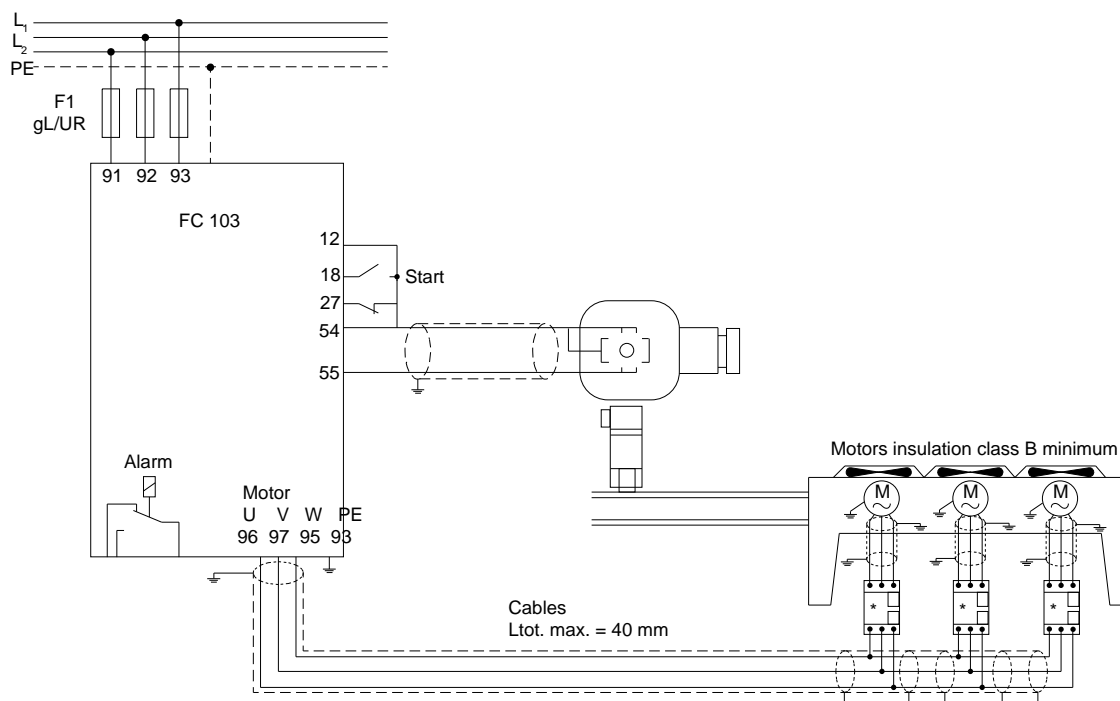 L1
L2
PE
F1
gL/UR
91 92 93
FC 103
12
18 Start
27
54
55
Alarm
Motor
U V W PE
96 97 95 93
Motors insulation class B minimum
M M M
* * *
Cables
Ltot. max. = 40 mm